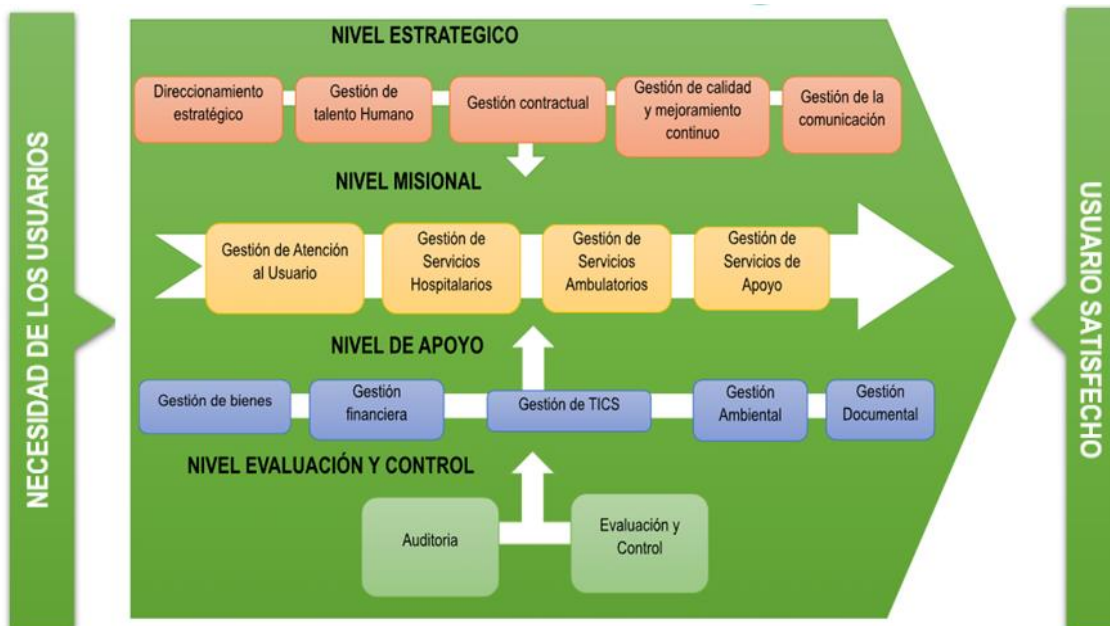 NECESIDAD DE LOS USUARIOS
NIVEL ESTRATEGICO
Direccionamiento
estratégico
Gestión de
talento Humano
Gestión contractual
Gestión de calidad
y mejoramiento
continuo
Gestión de la
comunicación
NIVEL MISIONAL
Gestión de Atención
al Usuario
Gestión de
Servicios
Hospitalarios
Gestión de
Servicios
Ambulatorios
Gestión de
Servicios de
Apoyo
NIVEL DE APOYO
Gestión de bienes
Gestión
financiera
Gestión de TICS
Gestión
Ambiental
Gestión
Documental
NIVEL EVALUACIÓN Y CONTROL
Auditoria
Evaluación y
Control
USUARIO SATISFECHO